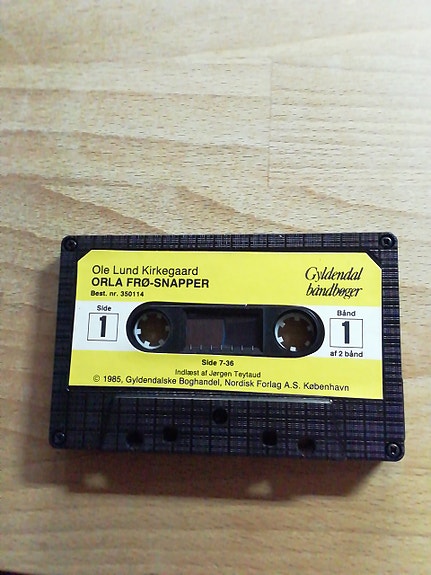 Ole Lund Kirkegaard
ORLA FRØ-SNAPPER
Best. nr. 350114
Gyldendal
båndbøger
Side
1
Bånd
1
af 2 bånd
Side 7-36
Indlæst af Jørgen Teytaud
© 1985, Gyldendalske Boghandel, Nordisk Forlag A.S. København